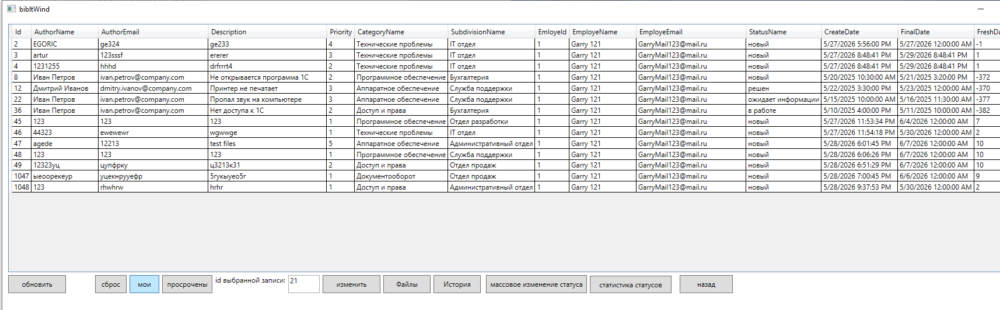 bibltWind
Id AuthorName AuthorEmail Description Priority CategoryName SubdivisionName EmloyeId EmployeName EmployeEmail StatusName CreateDate FinalDate FreshDa
2 EGORIC ge324 ge233 4 Технические проблемы IT отдел 1 Garry 121 GarryMail123@mail.ru новый 5/27/2026 5:56:00 PM 5/27/2026 12:00:00 AM -1
3 artur 123sssf ererer 3 Технические проблемы IT отдел 1 Garry 121 GarryMail123@mail.ru новый 5/27/2026 8:48:41 PM 5/29/2026 8:48:41 PM 1
4 1231255 hhhd drfrrrt4 2 Технические проблемы IT отдел 1 Garry 121 GarryMail123@mail.ru новый 5/27/2026 8:48:41 PM 5/29/2026 8:48:41 PM 1
8 Иван Петров ivan.petrov@company.com Не открывается программа 1С 2 Программное обеспечение Бухгалтерия 1 Garry 121 GarryMail123@mail.ru новый 5/20/2025 10:30:00 AM 5/21/2025 3:20:00 PM -372
12 Дмитрий Иванов dmitry.ivanov@company.com Принтер не печатает 3 Аппаратное обеспечение Служба поддержки 1 Garry 121 GarryMail123@mail.ru решен 5/22/2025 3:30:00 PM 5/23/2025 12:00:00 AM -370
22 Иван Петров ivan.petrov@company.com Пропал звук на компьютере 3 Аппаратное обеспечение Служба поддержки 1 Garry 121 GarryMail123@mail.ru ожидает информации 5/15/2025 10:00:00 AM 5/16/2025 11:30:00 AM -377
36 Иван Петров ivan.petrov@company.com Нет доступа к 1С 2 Доступ и права Бухгалтерия 1 Garry 121 GarryMail123@mail.ru в работе 5/10/2025 4:00:00 PM 5/11/2025 10:00:00 AM -382
45 123 123 123 1 Программное обеспечение Отдел разработки 1 Garry 121 GarryMail123@mail.ru новый 5/27/2026 11:53:34 PM 6/4/2026 12:00:00 AM 7
46 44323 ewewewr wgwwge 1 Технические проблемы IT отдел 1 Garry 121 GarryMail123@mail.ru новый 5/27/2026 11:54:18 PM 5/30/2026 12:00:00 AM 2
47 agede 12213 test files 5 Аппаратное обеспечение Административный отдел 1 Garry 121 GarryMail123@mail.ru новый 5/28/2026 6:01:45 PM 6/7/2026 12:00:00 AM 10
48 123 123 123 1 Программное обеспечение Служба поддержки 1 Garry 121 GarryMail123@mail.ru новый 5/28/2026 6:06:26 PM 6/7/2026 12:00:00 AM 10
49 12323уц цупфрку ц3213к31 2 Доступ и права Отдел продаж 1 Garry 121 GarryMail123@mail.ru новый 5/28/2026 6:51:29 PM 6/7/2026 12:00:00 AM 10
1047 ыеоорекеур уцекнрууефр 5гукыуео5г 1 Документооборот Отдел продаж 1 Garry 121 GarryMail123@mail.ru новый 5/28/2026 7:00:45 PM 6/6/2026 12:00:00 AM 9
1048 123 rhwhrw hrhr 1 Доступ и права Административный отдел 1 Garry 121 GarryMail123@mail.ru новый 5/28/2026 9:37:53 PM 5/30/2026 12:00:00 AM 2
обновить сброс мои просрочены id выбранной записи: 21 изменить Файлы История массовое изменение статуса статистика статусов назад